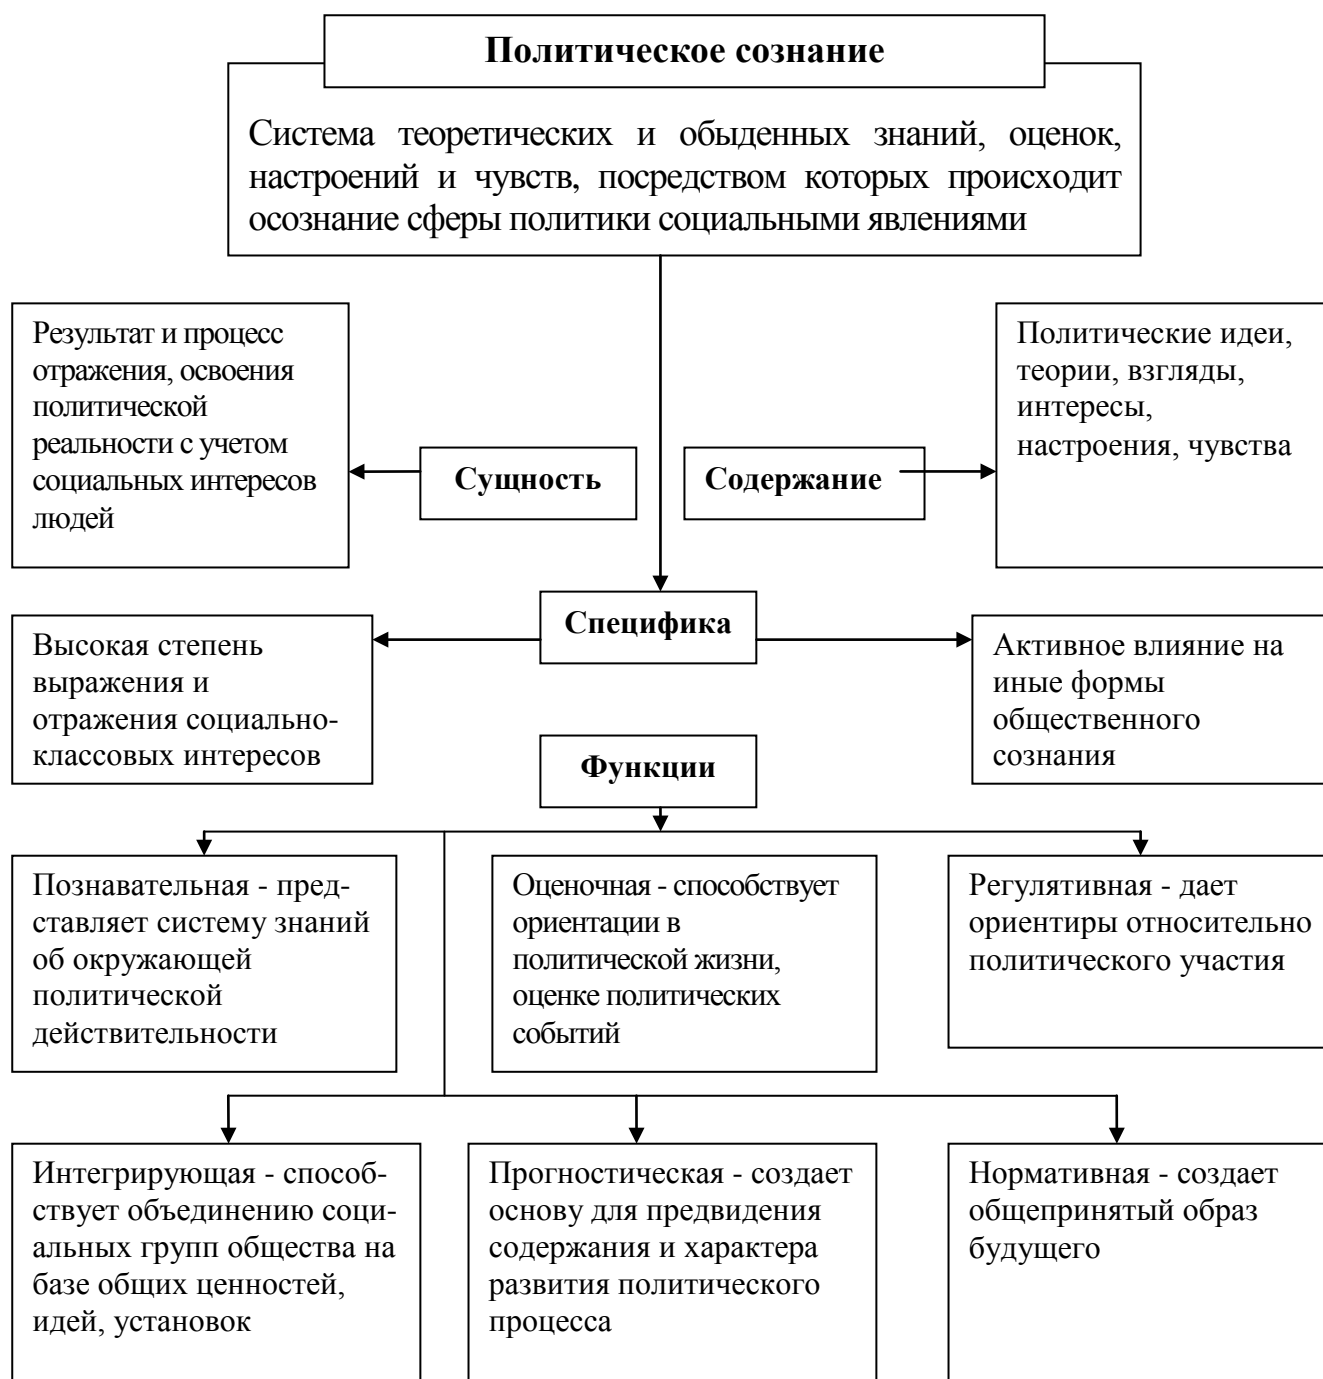 Политическое сознание
Система теоретических и обыденных знаний, оценок,
настроений и чувств, посредством которых происходит
осознание сферы политики социальными явлениями
Результат и процесс
отражения, освоения
политической
реальности с учетом
социальных интересов
людей
Сущность
Содержание
Политические идеи,
теории, взгляды,
интересы,
настроения, чувства
Специфика
Высокая степень
выражения и
отражения социально-
классовых интересов
Активное влияние на
иные формы
общественного
сознания
Функции
Познавательная - пред-
ставляет систему знаний
об окружающей
политической
действительности
Оценочная - способствует
ориентации в
политической жизни,
оценке политических
событий
Регулятивная - дает
ориентиры относительно
политического участия
Интегрирующая - способ-
ствует объединению соци-
альных групп общества на
базе общих ценностей,
идей, установок
Прогностическая - создает
основу для предвидения
содержания и характера
развития политического
процесса
Нормативная - создает
общепринятый образ
будущего